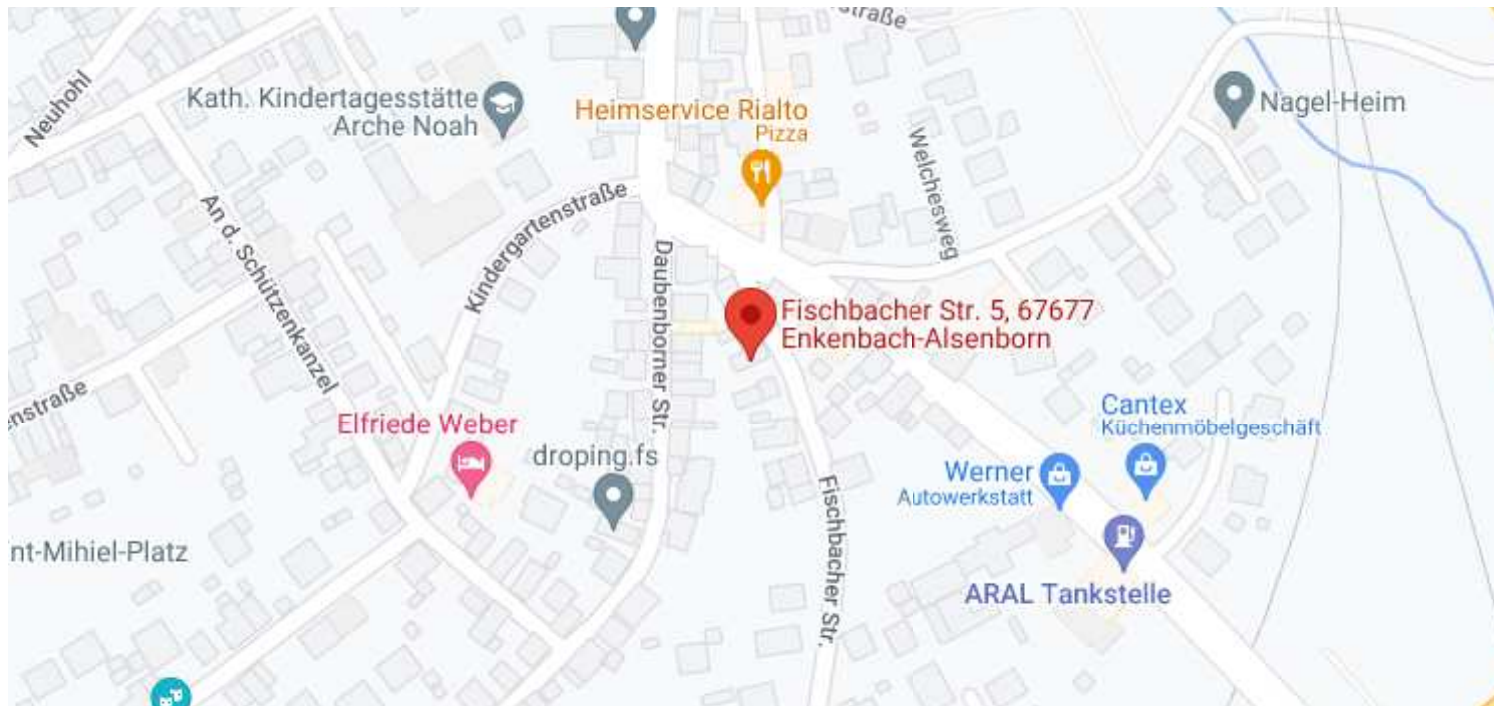 straße
Neuhohl
Kath. Kindertagesstätte
Arche Noah
Heimservice Rialto
Pizza
Nagel-Heim
Welchesweg
An d. Schützenkanzel
Kindergartenstraße
Daubenborner Str.
Fischbacher Str. 5, 67677
Enkenbach-Alsenborn
enstraße
Elfriede Weber
droping.fs
Cantex
Küchenmöbelgeschäft
Werner
Autowerkstatt
Fischbacher Str.
nt-Mihiel-Platz
ARAL Tankstelle